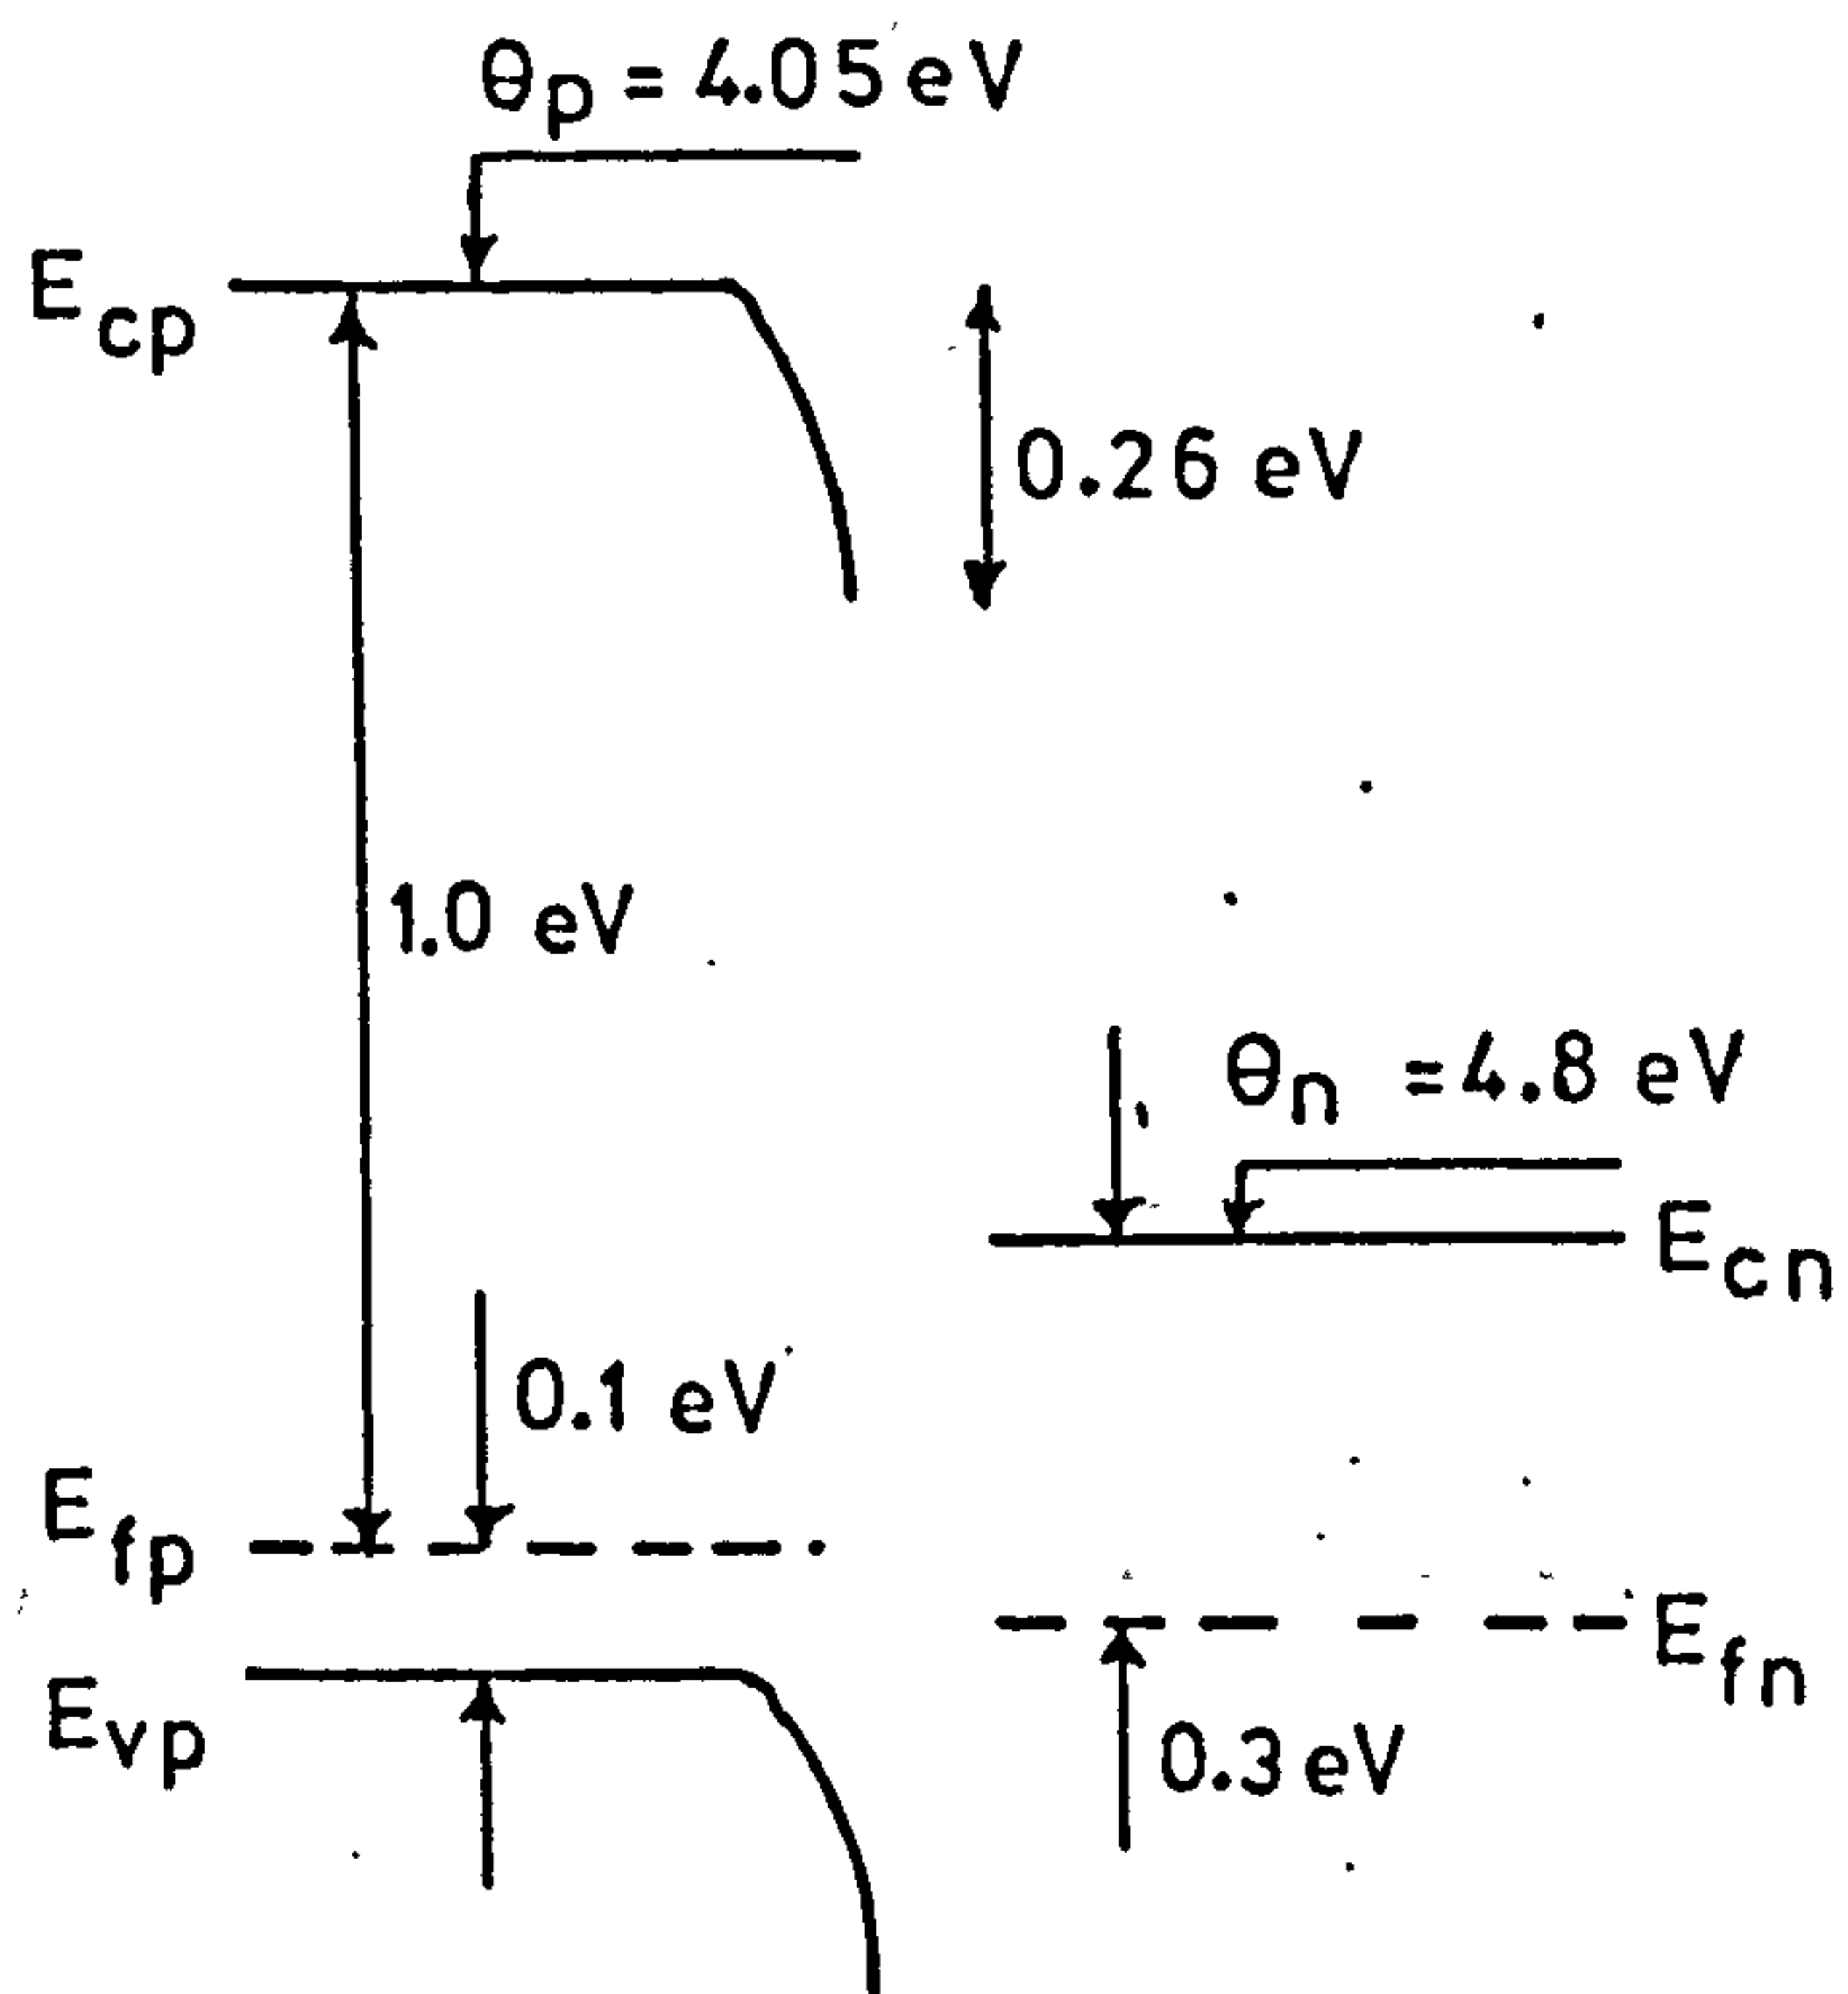 θp = 4.05 eV
Ecp
0.26 eV
1.0 eV
θn = 4.8 eV
Ecn
0.1 eV
Efp
Efn
Evp
0.3 eV